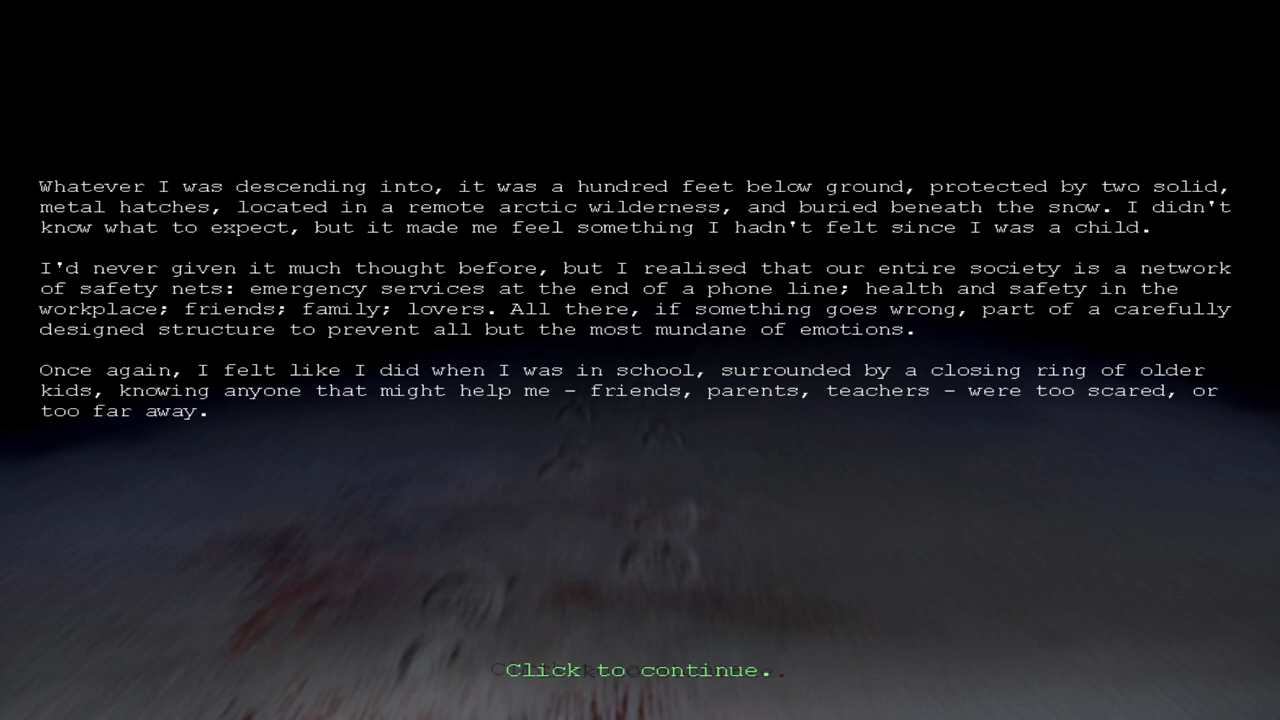 Whatever I was descending into, it was a hundred feet below ground, protected by two solid,
metal hatches, located in a remote arctic wilderness, and buried beneath the snow. I didn't
know what to expect, but it made me feel something I hadn't felt since I was a child.
I'd never given it much thought before, but I realised that our entire society is a network
of safety nets: emergency services at the end of a phone line; health and safety in the
workplace; friends; family; lovers. All there, if something goes wrong, part of a carefully
designed structure to prevent all but the most mundane of emotions.
Once again, I felt like I did when I was in school, surrounded by a closing ring of older
kids, knowing anyone that might help me - friends, parents, teachers - were too scared, or
too far away.
Click to continue.